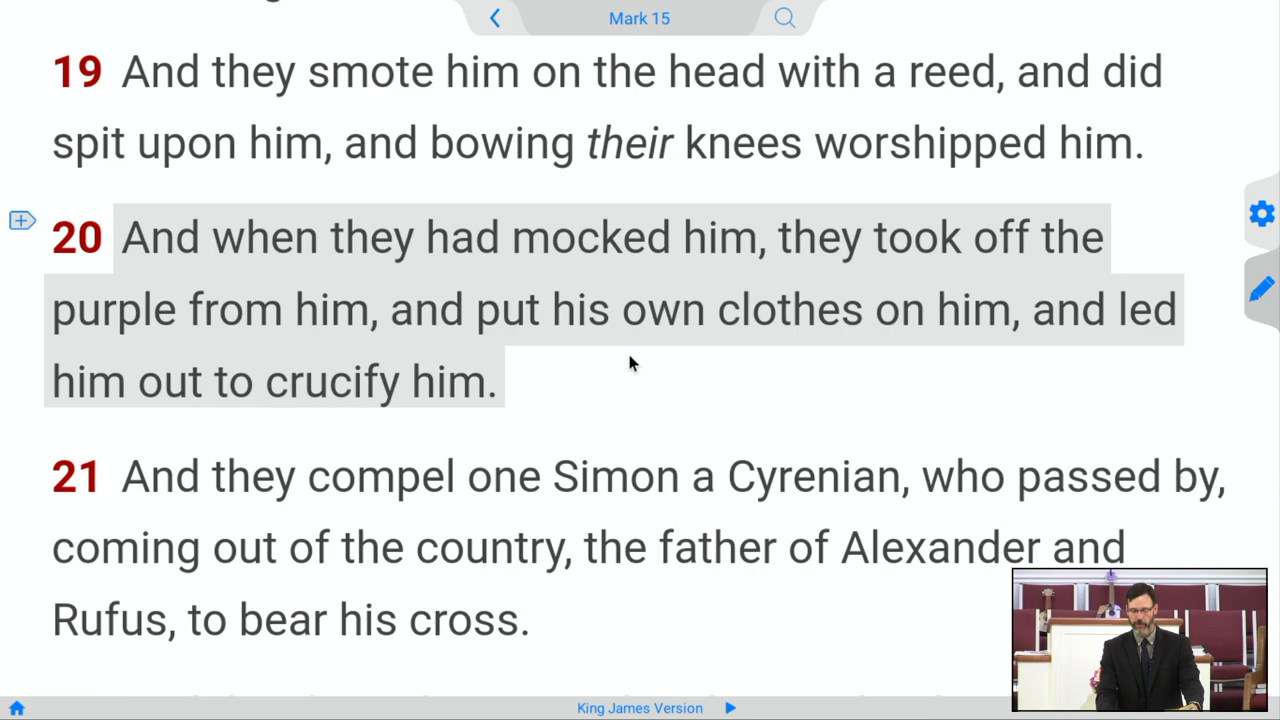 Mark 15
19 And they smote him on the head with a reed, and did
spit upon him, and bowing their knees worshipped him.
20 And when they had mocked him, they took off the
purple from him, and put his own clothes on him, and led
him out to crucify him.
21 And they compel one Simon a Cyrenian, who passed by,
coming out of the country, the father of Alexander and
Rufus, to bear his cross.
King James Version